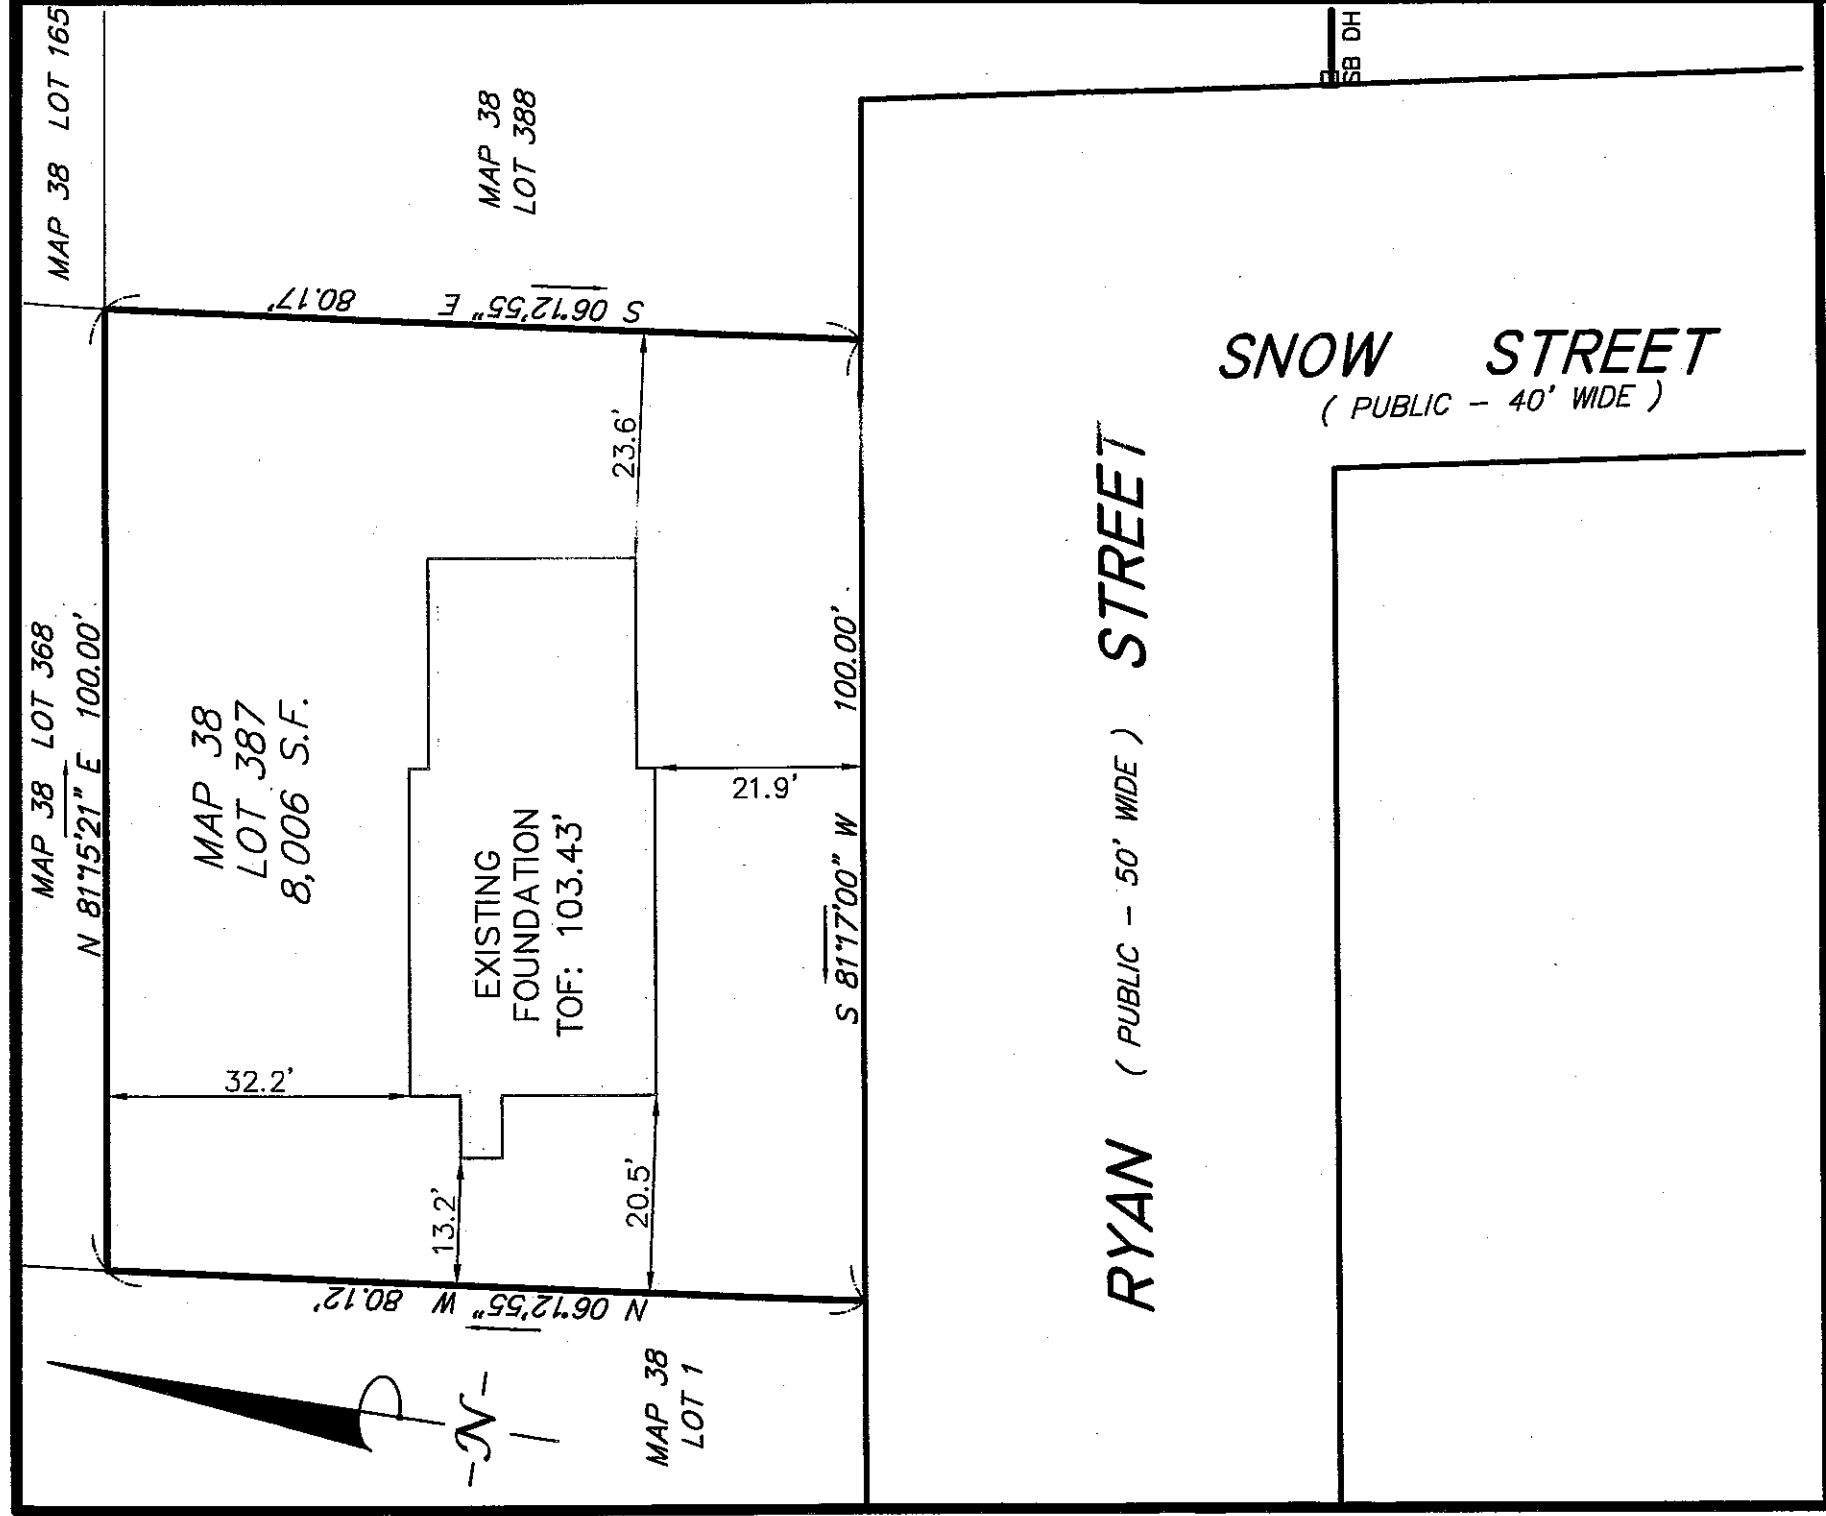 MAP 38 LOT 165
MAP 38
LOT 388
SB DH
S 06°12'55" E 80.17'
MAP 38 LOT 368
N 81°15'21" E 100.00'
MAP 38
LOT 387
8,006 S.F.
23.6'
SNOW STREET
( PUBLIC - 40' WIDE )
21.9'
S 81°17'00" W 100.00'
EXISTING
FOUNDATION
TOF: 103.43'
32.2'
13.2'
20.5'
RYAN ( PUBLIC - 50' WIDE ) STREET
N 06°12'55" W 80.12'
-N-
MAP 38
LOT 1